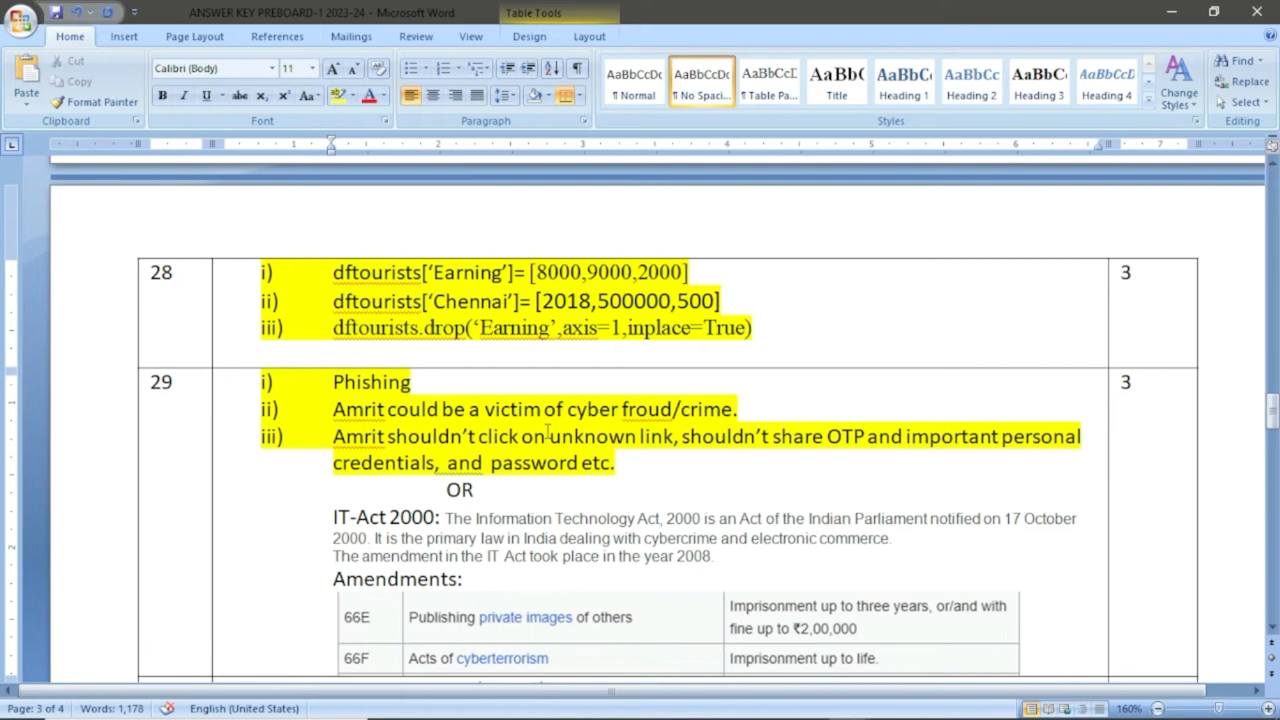 ANSWER KEY PREBOARD-1 2023-24 - Microsoft Word
Table Tools
Home Insert Page Layout References Mailings Review View Design Layout
Paste
Cut
Copy
Format Painter
Clipboard
Calibri (Body) 11
Font
Paragraph
AaBbCcDc AaBbCcDc AaBbCcD AaBb( AaBbCc AaBbCc AaBbC AaBbCcD
¶ Normal ¶ No Spaci... ¶ Table Pa... Title Heading 1 Heading 2 Heading 3 Heading 4
Change
Styles
Styles
Find
Replace
Select
Editing
28 i) dftourists[‘Earning’]= [8000,9000,2000] 3
ii) dftourists[‘Chennai’]= [2018,500000,500]
iii) dftourists.drop(‘Earning’,axis=1,inplace=True)
29 i) Phishing 3
ii) Amrit could be a victim of cyber froud/crime.
iii) Amrit shouldn’t click on unknown link, shouldn’t share OTP and important personal
credentials, and password etc.
OR
IT-Act 2000: The Information Technology Act, 2000 is an Act of the Indian Parliament notified on 17 October
2000. It is the primary law in India dealing with cybercrime and electronic commerce.
The amendment in the IT Act took place in the year 2008.
Amendments:
66E Publishing private images of others Imprisonment up to three years, or/and with
fine up to ₹2,00,000
66F Acts of cyberterrorism Imprisonment up to life.
Page: 3 of 4 Words: 1,178 English (United States) 160%